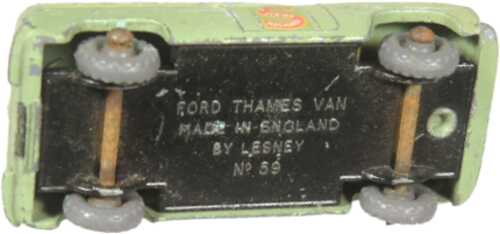 FORD THAMES VAN
MADE IN ENGLAND
BY LESNEY
Nº 59